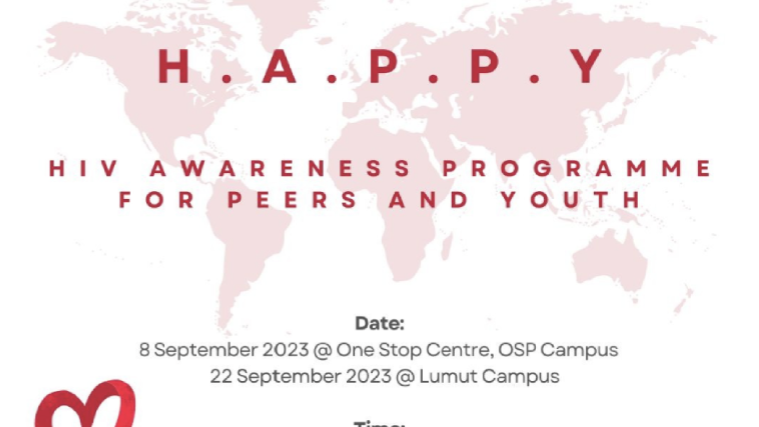 H.A.P.P.Y
HIV AWARENESS PROGRAMME
FOR PEERS AND YOUTH
Date:
8 September 2023 @ One Stop Centre, OSP Campus
22 September 2023 @ Lumut Campus
Time: